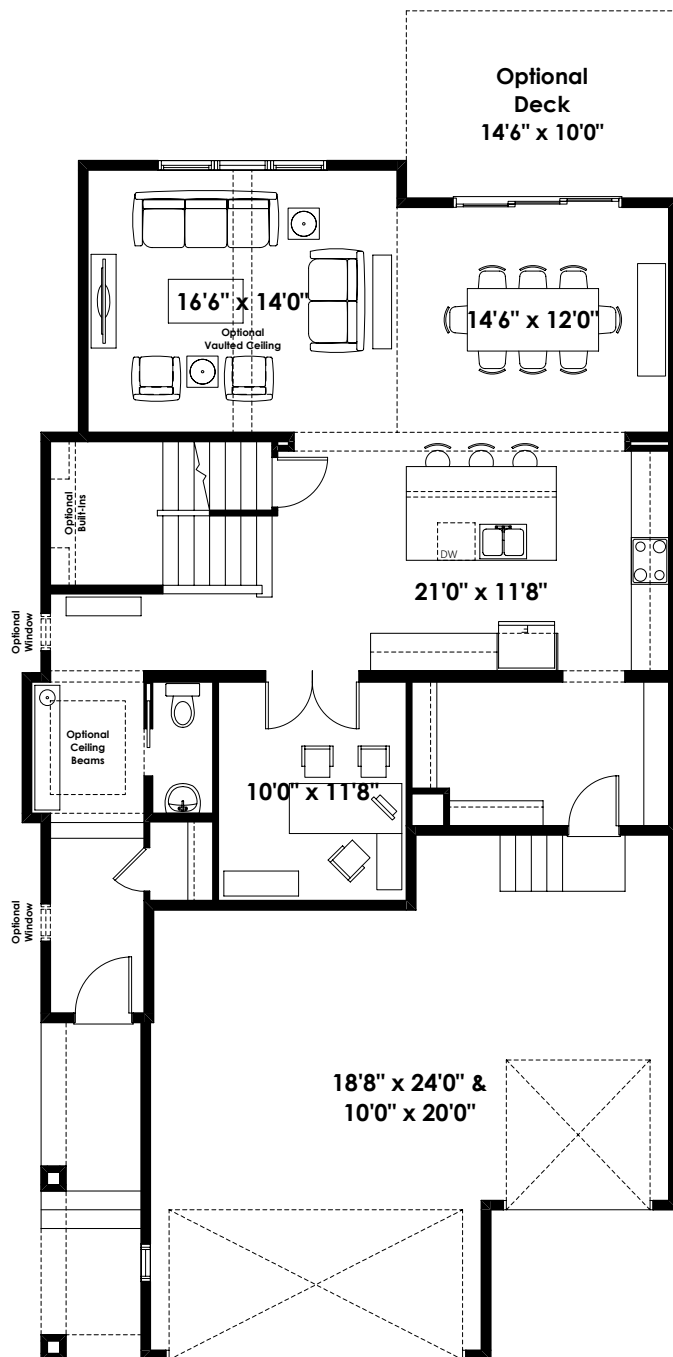 Optional
Deck
14'6" x 10'0"
16'6" x 14'0"
Optional
Vaulted Ceiling
14'6" x 12'0"
Optional
Built-Ins
DW
21'0" x 11'8"
Optional
Window
Optional
Ceiling
Beams
10'0" x 11'8"
Optional
Window
18'8" x 24'0" &
10'0" x 20'0"